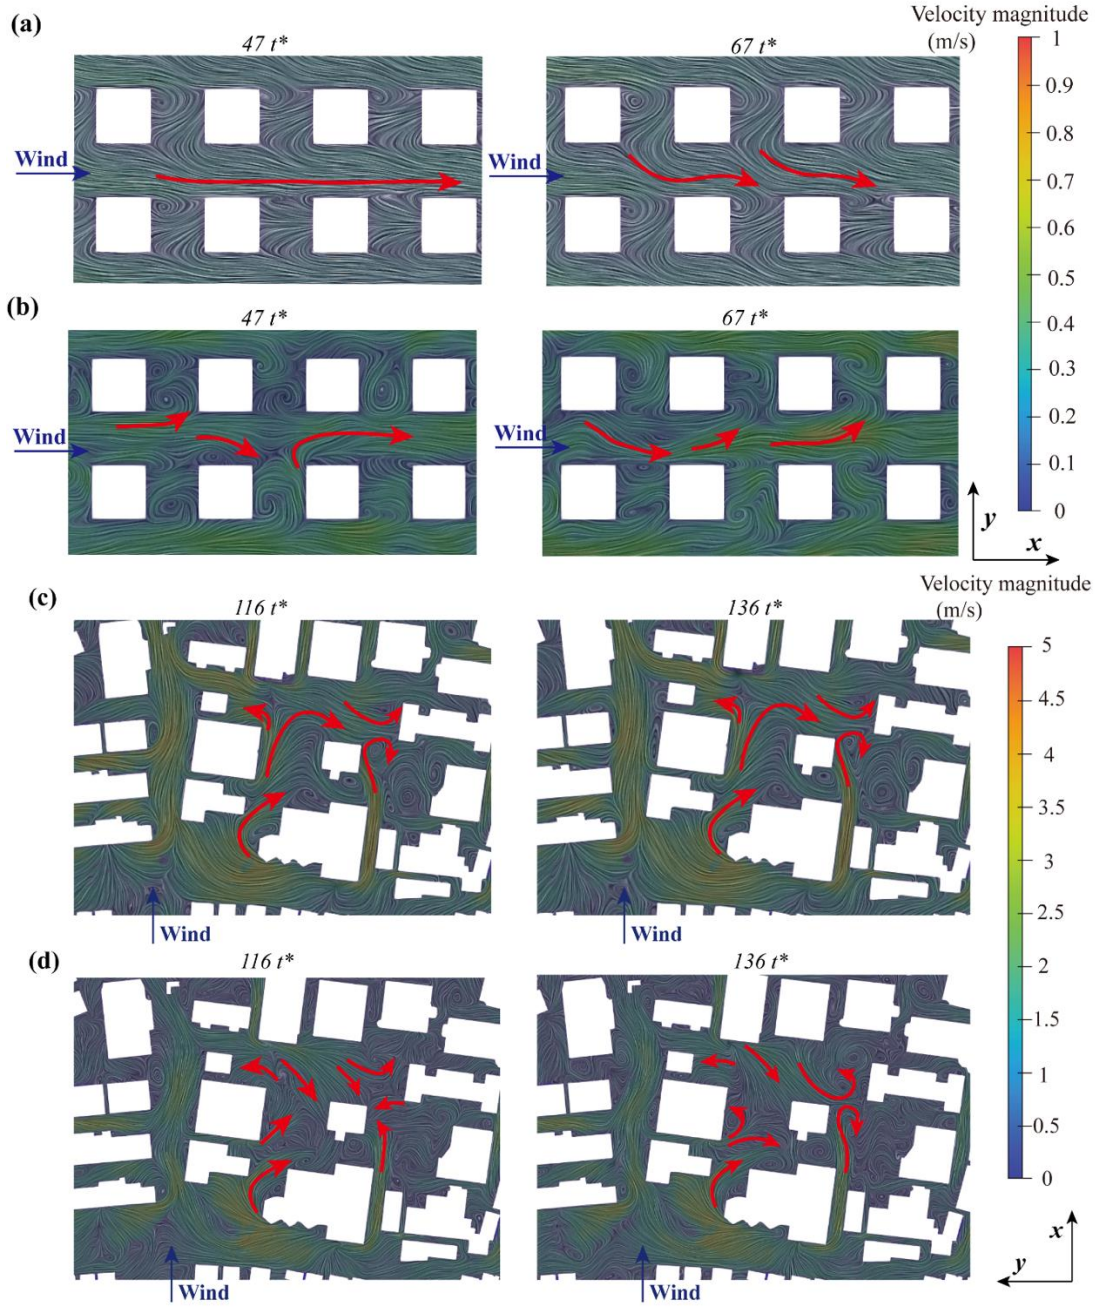 (a)
47 t*
67 t*
Velocity magnitude
(m/s)
Wind
Wind
1
0.9
0.8
0.7
0.6
0.5
0.4
0.3
0.2
0.1
0
(b)
47 t*
67 t*
Wind
Wind
y
x
(c)
116 t*
136 t*
Velocity magnitude
(m/s)
Wind
Wind
5
4.5
4
3.5
3
2.5
2
1.5
1
0.5
0
(d)
116 t*
136 t*
Wind
Wind
x
y